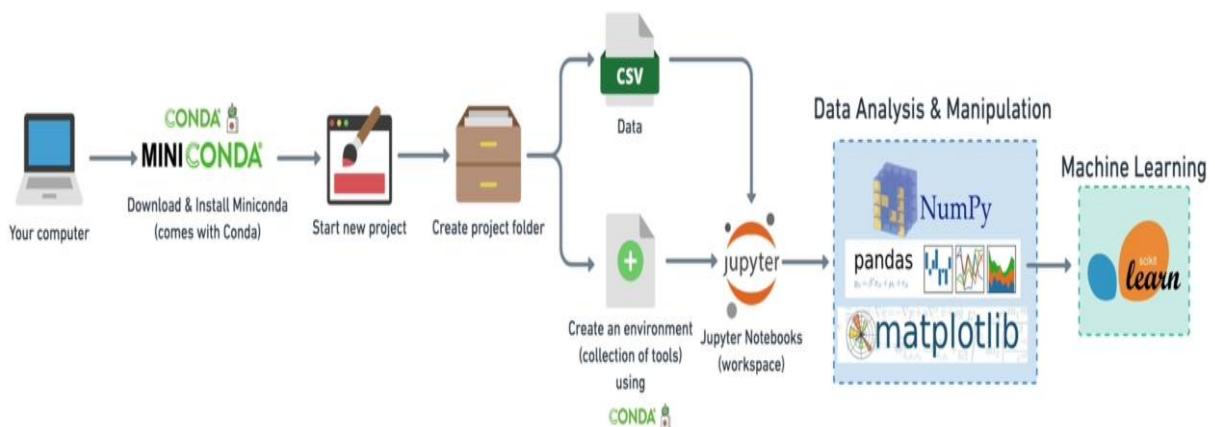 Your computer
CONDA
MINICONDA
Download & Install Miniconda
(comes with Conda)
Start new project
Create project folder
CSV
Data
Create an environment
(collection of tools)
using
CONDA
jupyter
Jupyter Notebooks
(workspace)
Data Analysis & Manipulation
NumPy
pandas
matplotlib
Machine Learning
scikit
learn